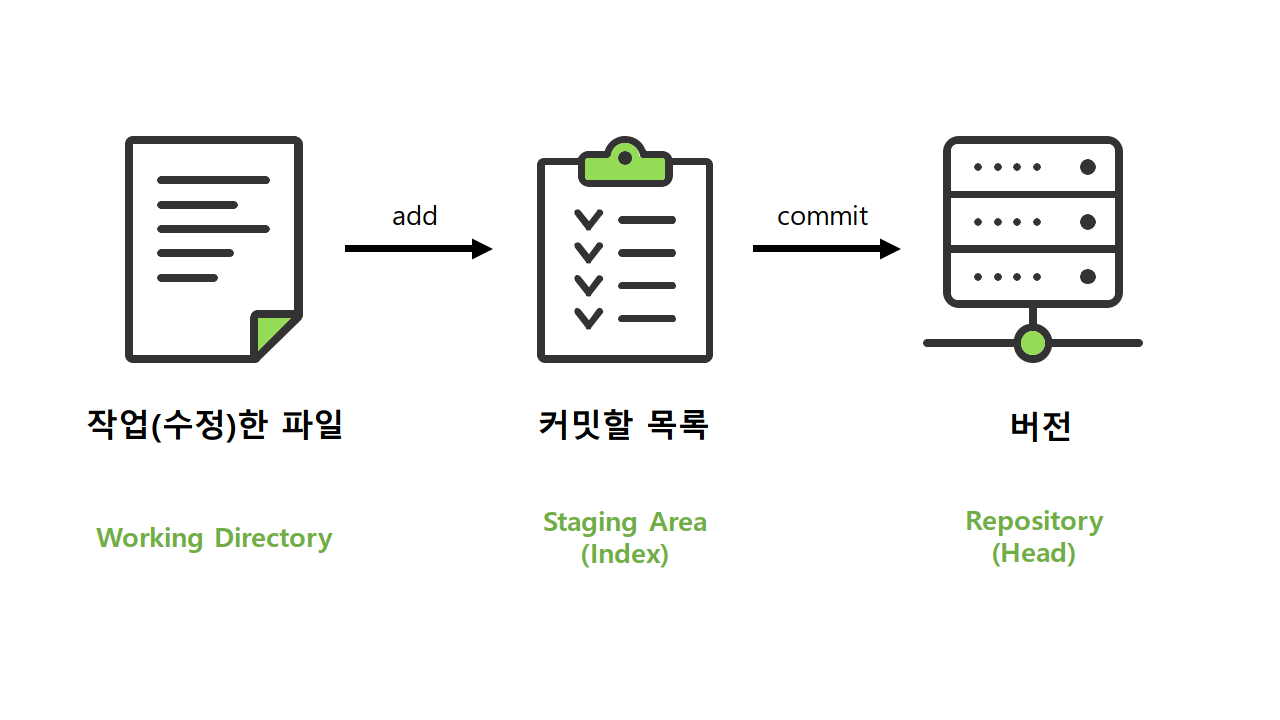 add
commit
작업(수정)한 파일
커밋할 목록
버전
Working Directory
Staging Area
(Index)
Repository
(Head)